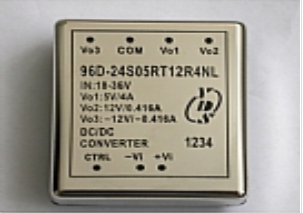 Vo3 COM Vo1 Vo2
96D-24S05RT12R4NL
IN:18-36V
Vo1: 5V/4A
Vo2: 12V/0.416A
Vo3: -12V/-0.416A
DC/DC
CONVERTER 1234
CTRL -Vi +Vi